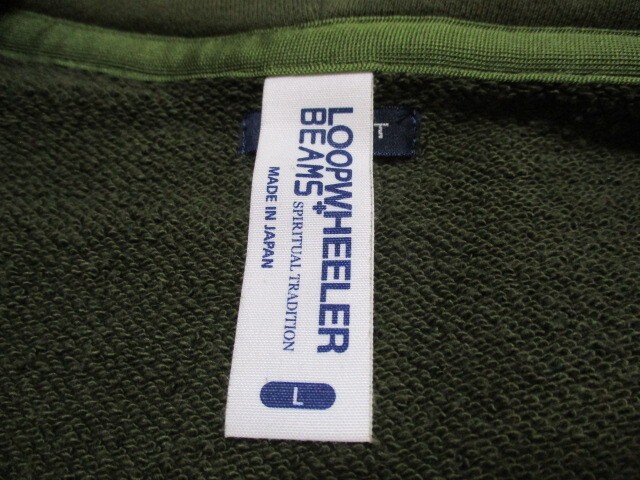 LOOPWHEELER
BEAMS+
SPIRITUAL TRADITION
MADE IN JAPAN
L